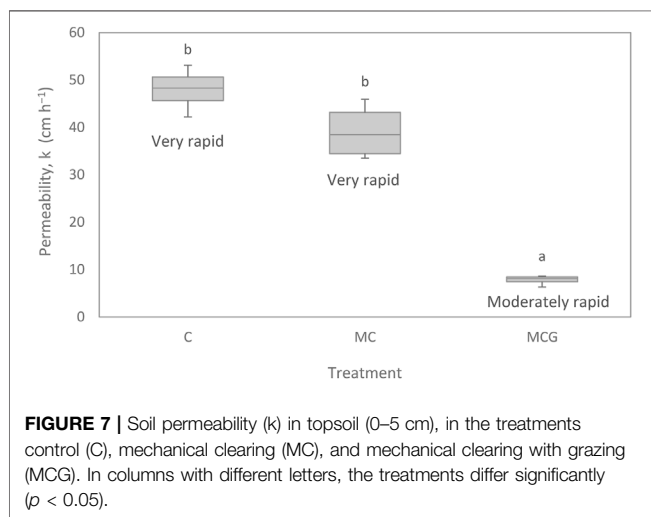 60
50
40
30
20
10
0
Permeability, k (cm h⁻¹)
b
Very rapid
b
Very rapid
a
Moderately rapid
C
MC
MCG
Treatment
FIGURE 7 | Soil permeability (k) in topsoil (0–5 cm), in the treatments
control (C), mechanical clearing (MC), and mechanical clearing with grazing
(MCG). In columns with different letters, the treatments differ significantly
(p < 0.05).